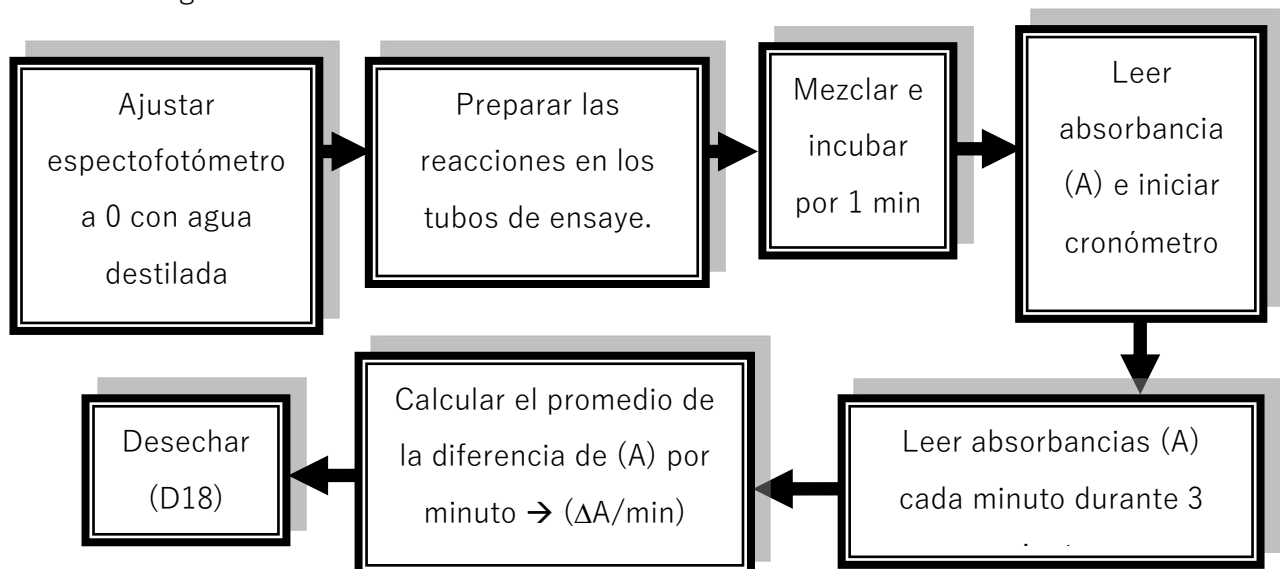 Ajustar
espectofotómetro
a 0 con agua
destilada
Preparar las
reacciones en los
tubos de ensaye.
Mezclar e
incubar
por 1 min
Leer
absorbancia
(A) e iniciar
cronómetro
Leer absorbancias (A)
cada minuto durante 3
Calcular el promedio de
la diferencia de (A) por
minuto → (ΔA/min)
Desechar
(D18)